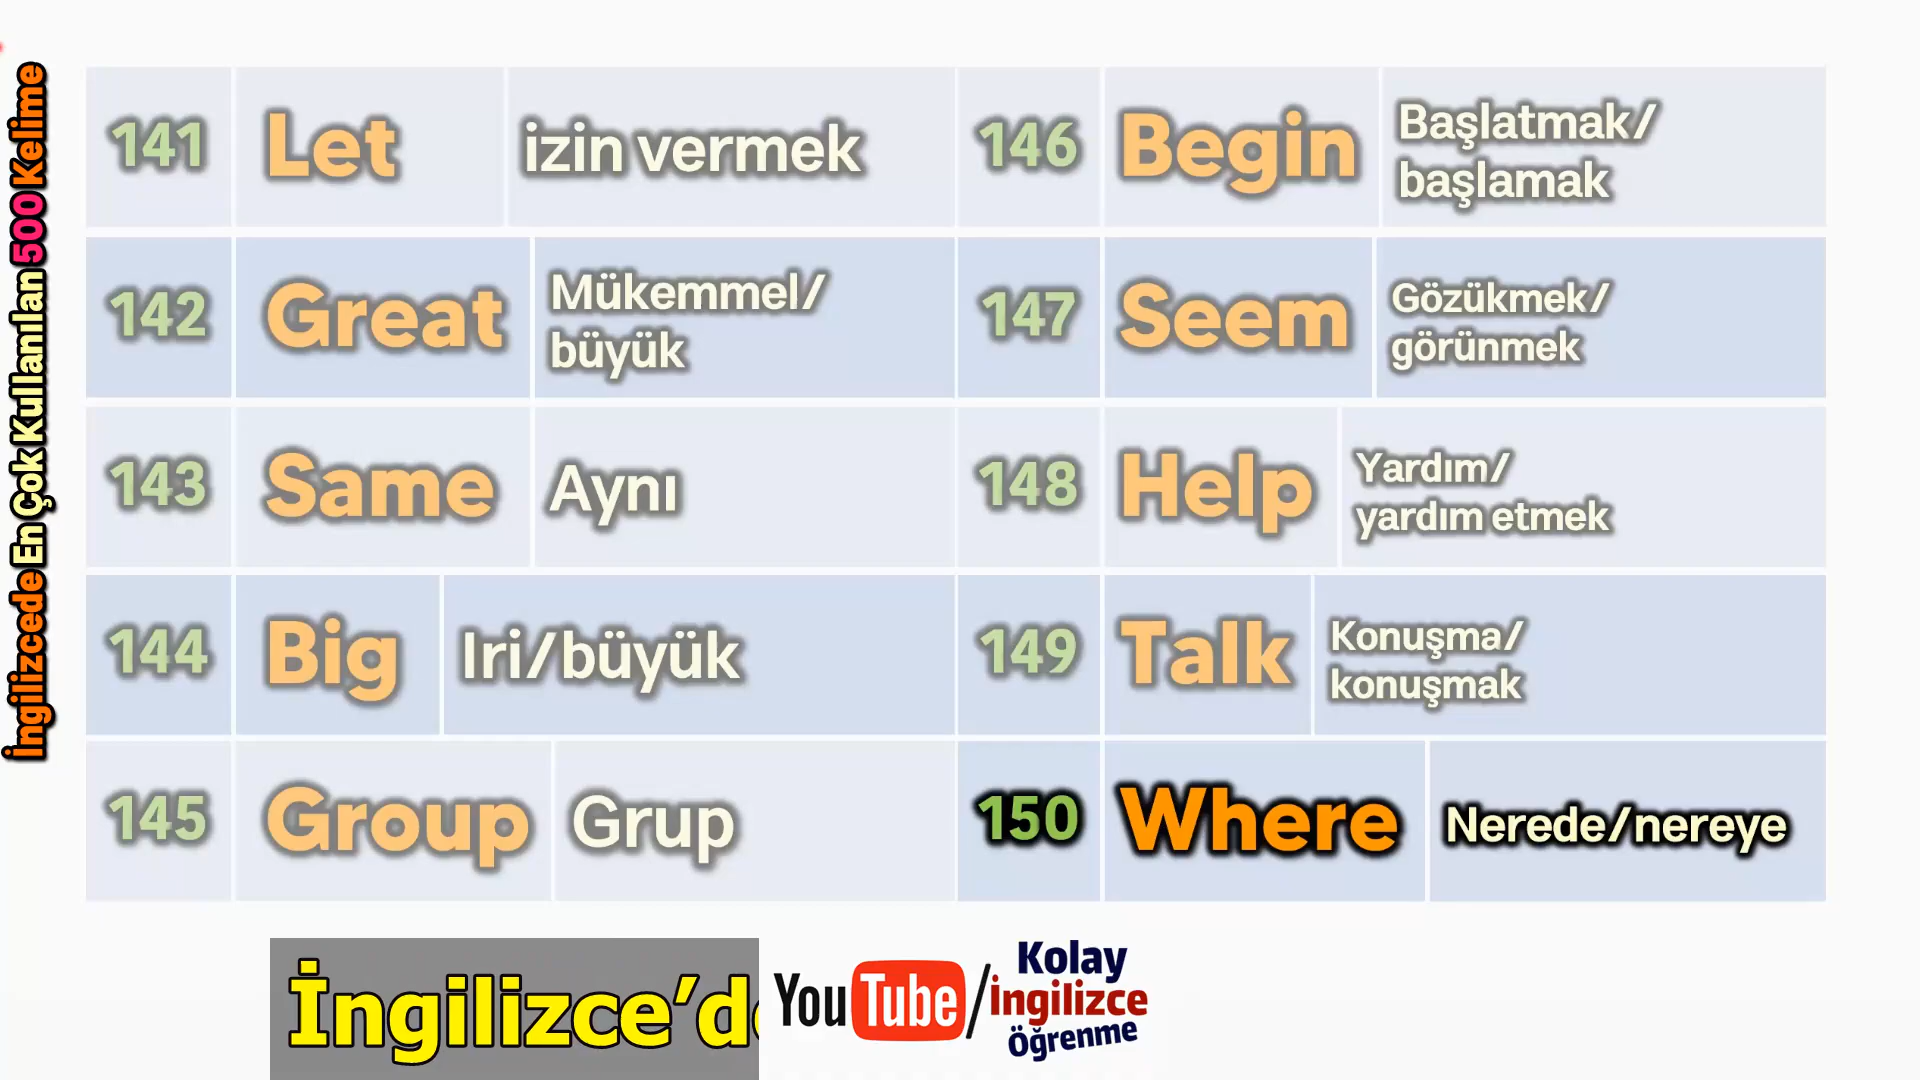 İngilizcede En Çok Kullanılan 500 Kelime
141 Let izin vermek
142 Great Mükemmel/
büyük
143 Same Aynı
144 Big Iri/büyük
145 Group Grup
146 Begin Başlatmak/
başlamak
147 Seem Gözükmek/
görünmek
148 Help Yardım/
yardım etmek
149 Talk Konuşma/
konuşmak
150 Where Nerede/nereye
İngilizce’de
YouTube/Kolay
İngilizce
Öğrenme